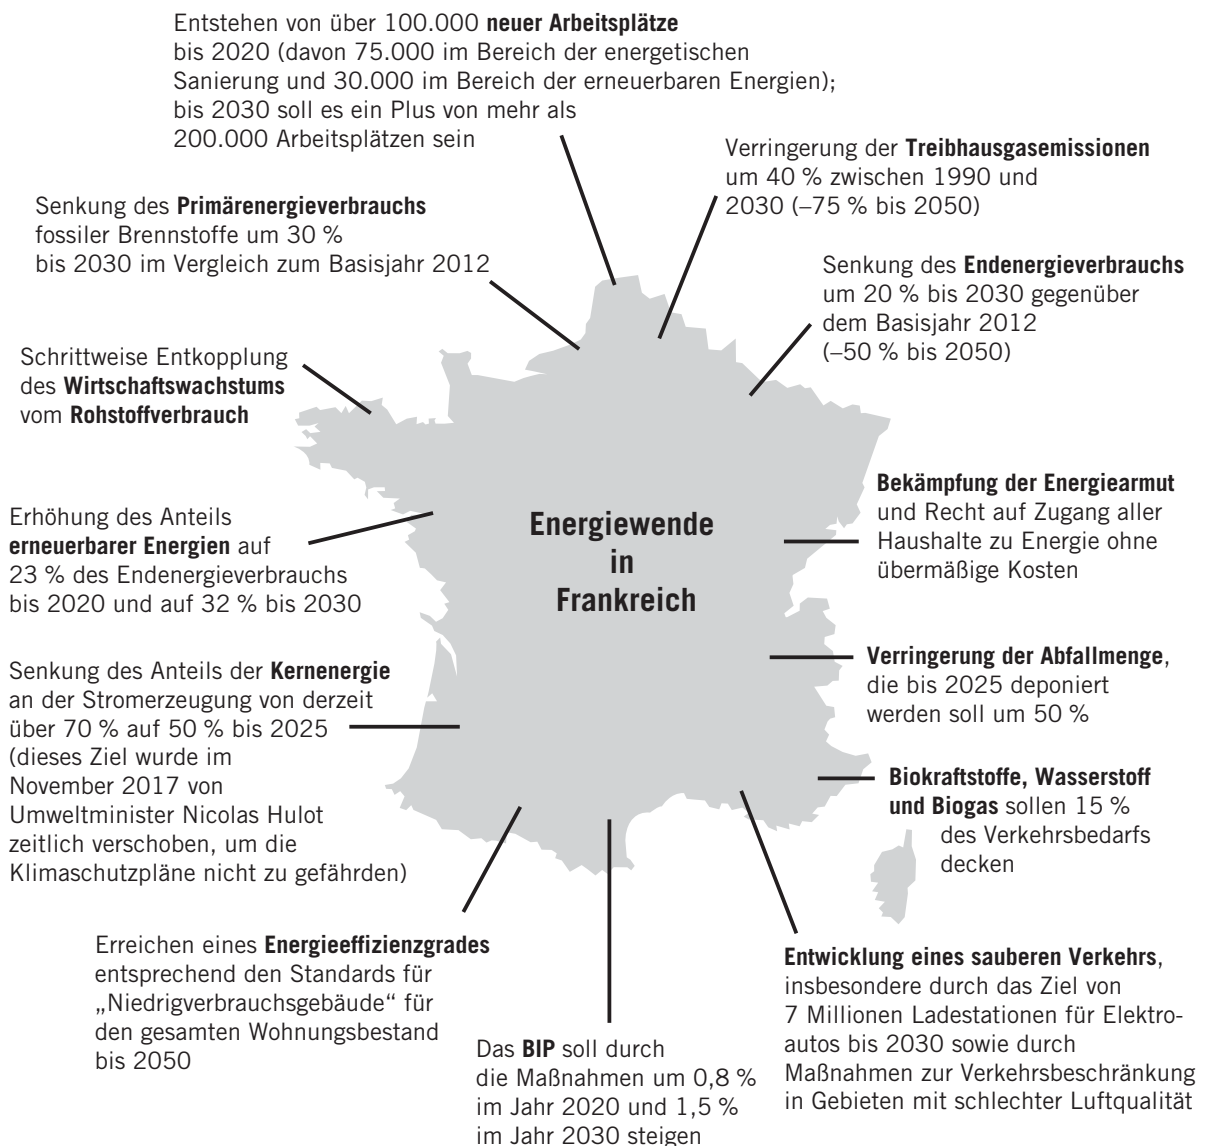 Entstehen von über 100.000 neuer Arbeitsplätze
bis 2020 (davon 75.000 im Bereich der energetischen
Sanierung und 30.000 im Bereich der erneuerbaren Energien);
bis 2030 soll es ein Plus von mehr als
200.000 Arbeitsplätzen sein
Verringerung der Treibhausgasemissionen
um 40 % zwischen 1990 und
2030 (–75 % bis 2050)
Senkung des Primärenergieverbrauchs
fossiler Brennstoffe um 30 %
bis 2030 im Vergleich zum Basisjahr 2012
Senkung des Endenergieverbrauchs
um 20 % bis 2030 gegenüber
dem Basisjahr 2012
(–50 % bis 2050)
Schrittweise Entkopplung
des Wirtschaftswachstums
vom Rohstoffverbrauch
Bekämpfung der Energiearmut
und Recht auf Zugang aller
Haushalte zu Energie ohne
übermäßige Kosten
Energiewende
in
Frankreich
Erhöhung des Anteils
erneuerbarer Energien auf
23 % des Endenergieverbrauchs
bis 2020 und auf 32 % bis 2030
Verringerung der Abfallmenge,
die bis 2025 deponiert
werden soll um 50 %
Senkung des Anteils der Kernenergie
an der Stromerzeugung von derzeit
über 70 % auf 50 % bis 2025
(dieses Ziel wurde im
November 2017 von
Umweltminister Nicolas Hulot
zeitlich verschoben, um die
Klimaschutzpläne nicht zu gefährden)
Biokraftstoffe, Wasserstoff
und Biogas sollen 15 %
des Verkehrsbedarfs
decken
Erreichen eines Energieeffizienzgrades
entsprechend den Standards für
„Niedrigverbrauchsgebäude“ für
den gesamten Wohnungsbestand
bis 2050
Das BIP soll durch
die Maßnahmen um 0,8 %
im Jahr 2020 und 1,5 %
im Jahr 2030 steigen
Entwicklung eines sauberen Verkehrs,
insbesondere durch das Ziel von
7 Millionen Ladestationen für Elektro-
autos bis 2030 sowie durch
Maßnahmen zur Verkehrsbeschränkung
in Gebieten mit schlechter Luftqualität